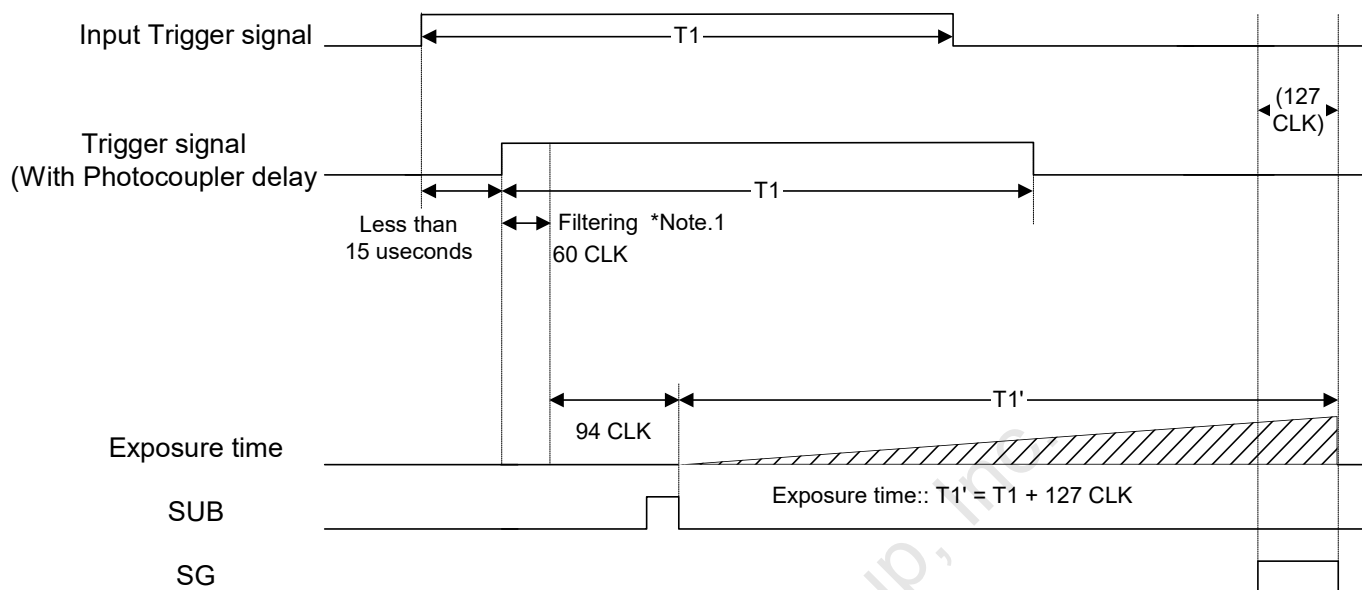 Input Trigger signal
T1
(127
CLK)
Trigger signal
(With Photocoupler delay
T1
Less than
15 useconds
Filtering *Note.1
60 CLK
T1'
94 CLK
Exposure time
Exposure time:: T1' = T1 + 127 CLK
SUB
SG